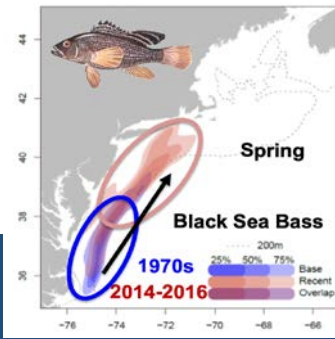 44
42
40
38
36
Spring
Black Sea Bass
200m
25% 50% 75%
1970s
Base
2014-2016
Recent
Overlap
−76 −74 −72 −70 −68 −66